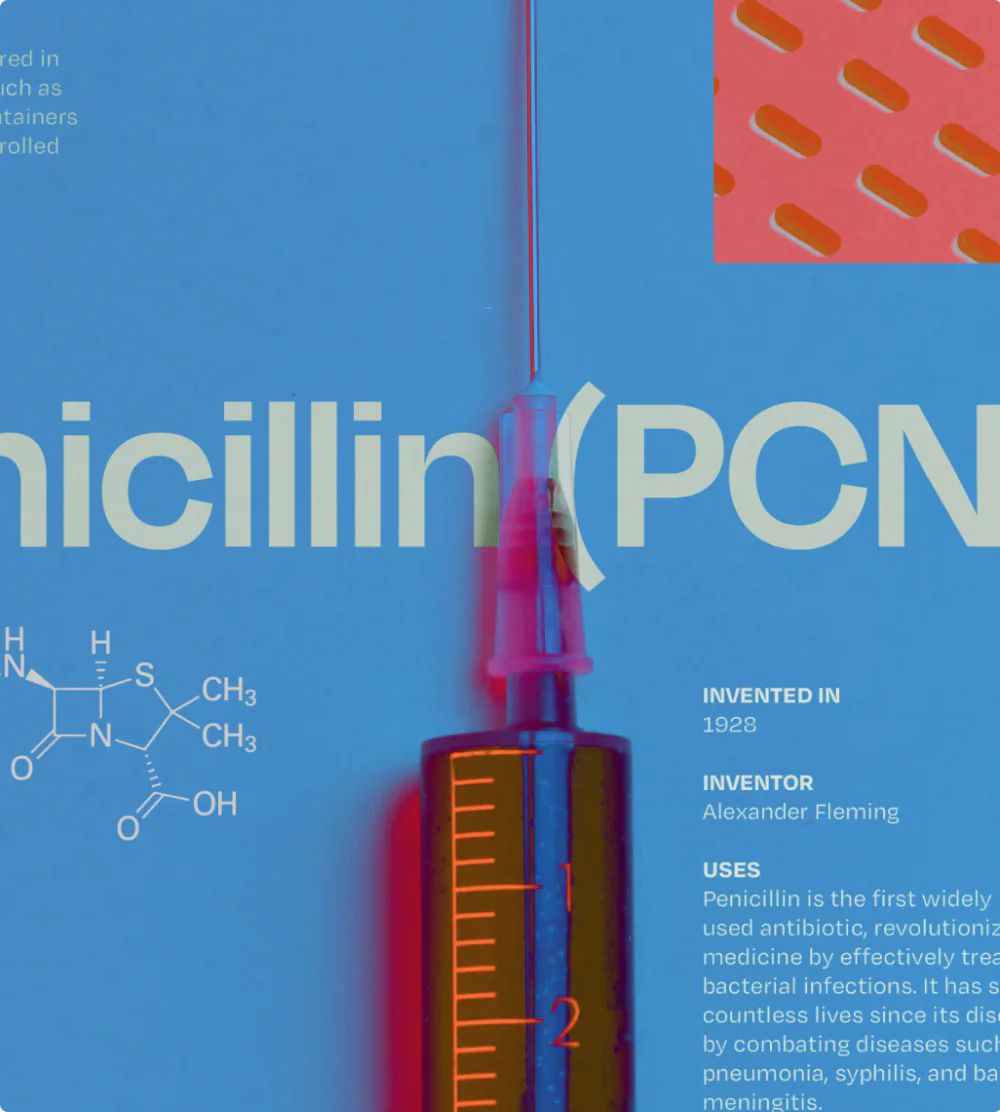 red in
uch as
tainers
rolled
nicillin (PCN
H
N
H
S
CH₃
N
CH₃
O
OH
O
INVENTED IN
1928
INVENTOR
Alexander Fleming
1
USES
Penicillin is the first widely
used antibiotic, revolutioniz
medicine by effectively trea
bacterial infections. It has s
countless lives since its disc
2
by combating diseases such
pneumonia, syphilis, and ba
meningitis.